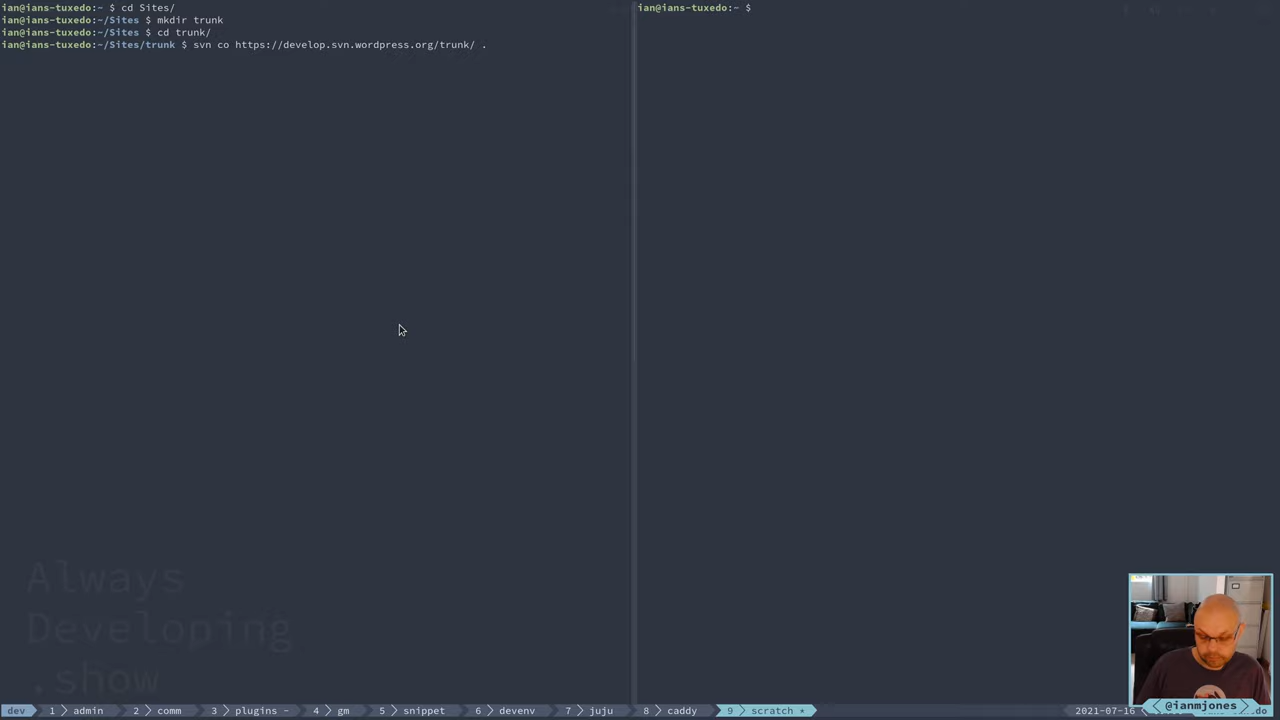 ian@ians-tuxedo:~ $ cd Sites/
ian@ians-tuxedo:~/Sites $ mkdir trunk
ian@ians-tuxedo:~/Sites $ cd trunk/
ian@ians-tuxedo:~/Sites/trunk $ svn co https://develop.svn.wordpress.org/trunk/ .
ian@ians-tuxedo:~ $
Always
Developing
.show
@ianmjones
dev 1 admin 2 comm 3 plugins - 4 gm 5 snippet 6 devenv 7 juju 8 caddy 9 scratch * 2021-07-16